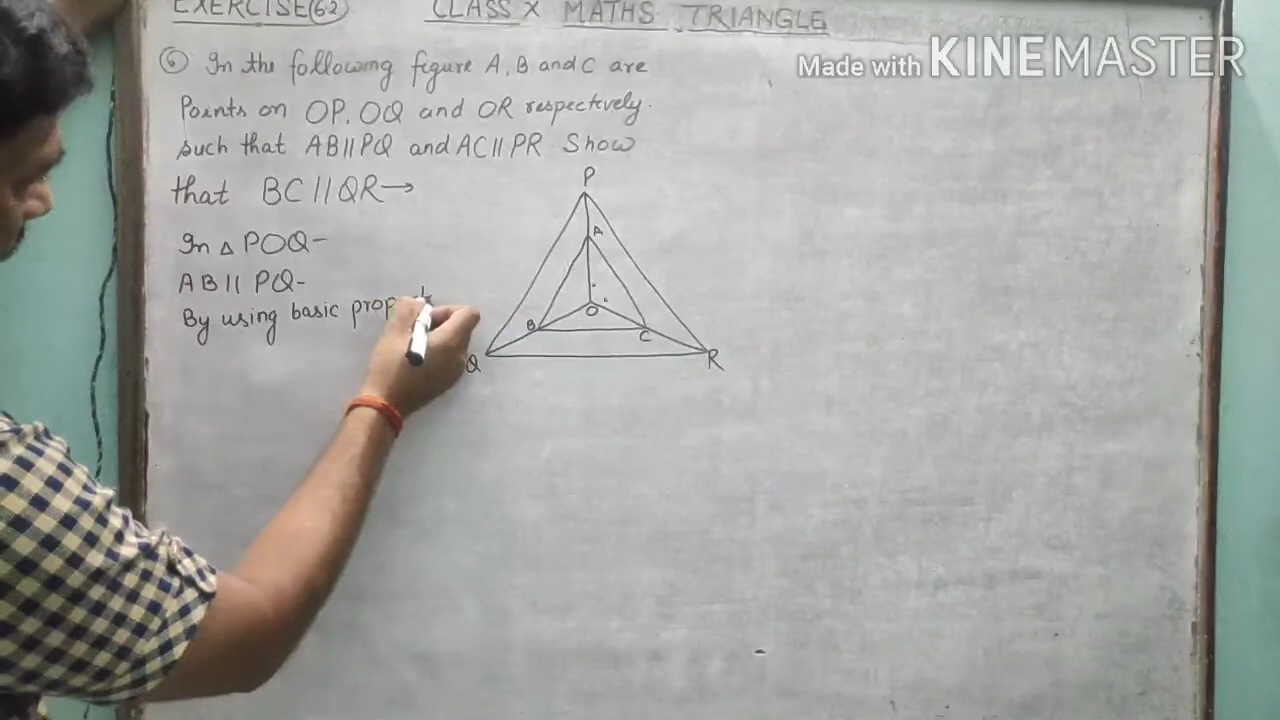 EXERCISE(6.2) CLASS X MATHS TRIANGLE
Made with KINEMASTER
⑥ In the following figure A, B and C are
Points on OP, OQ and OR respectively.
such that AB || PQ and AC || PR Show
that BC || QR →
In △ POQ-
AB || PQ-
By using basic prop
P
A
O
B
C
Q
R